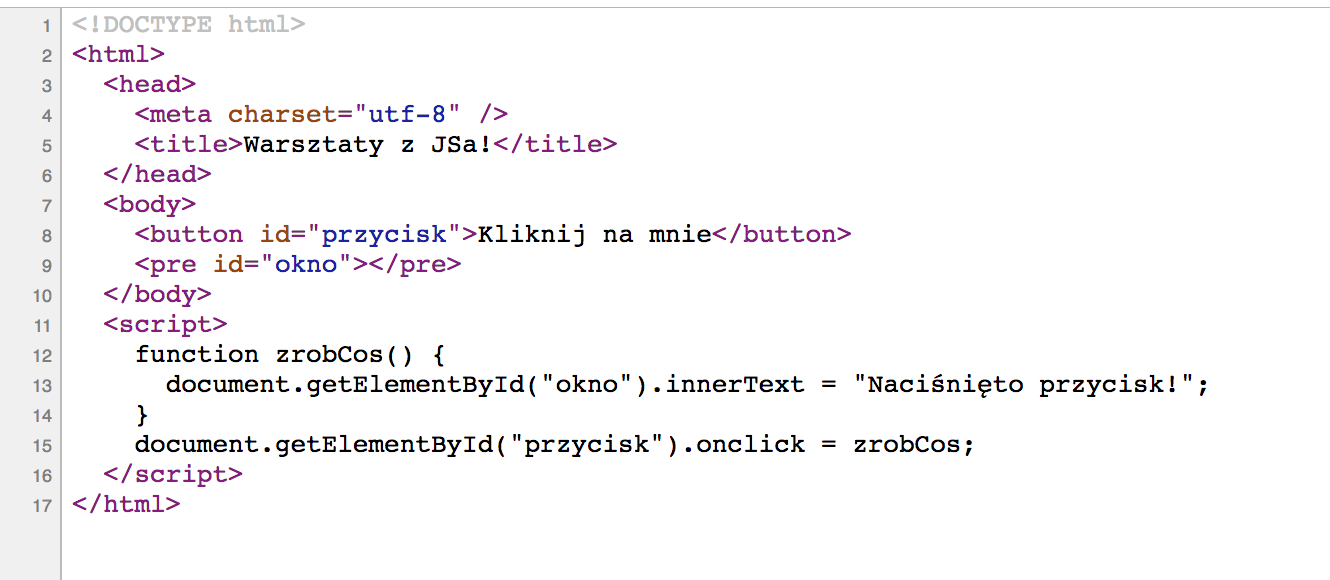 1 <!DOCTYPE html>
2 <html>
3   <head>
4     <meta charset="utf-8" />
5     <title>Warsztaty z JSa!</title>
6   </head>
7   <body>
8     <button id="przycisk">Kliknij na mnie</button>
9     <pre id="okno"></pre>
10   </body>
11   <script>
12     function zrobCos() {
13       document.getElementById("okno").innerText = "Naciśnięto przycisk!";
14     }
15     document.getElementById("przycisk").onclick = zrobCos;
16   </script>
17 </html>